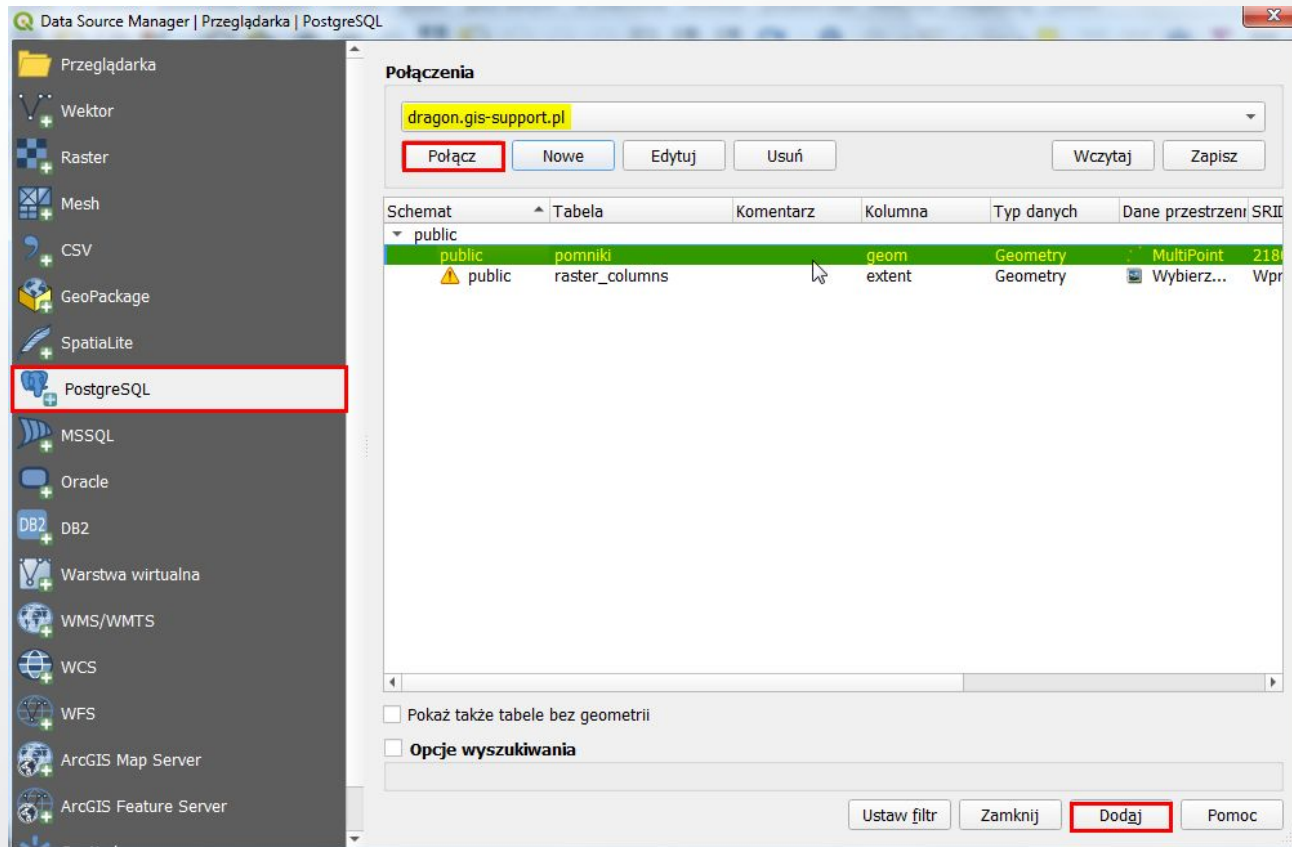 Data Source Manager | Przeglądarka | PostgreSQL
Przeglądarka
Wektor
Raster
Mesh
CSV
GeoPackage
SpatiaLite
PostgreSQL
MSSQL
Oracle
DB2 DB2
Warstwa wirtualna
WMS/WMTS
WCS
WFS
ArcGIS Map Server
ArcGIS Feature Server
Połączenia
dragon.gis-support.pl
Połącz Nowe Edytuj Usuń Wczytaj Zapisz
Schemat Tabela Komentarz Kolumna Typ danych Dane SRID
public
public pomniki geom Geometry MultiPoint 218
public raster_columns extent Geometry Wybierz... Wpr
Pokaż także tabele bez geometrii
Opcje wyszukiwania
Ustaw filtr Zamknij Dodaj Pomoc